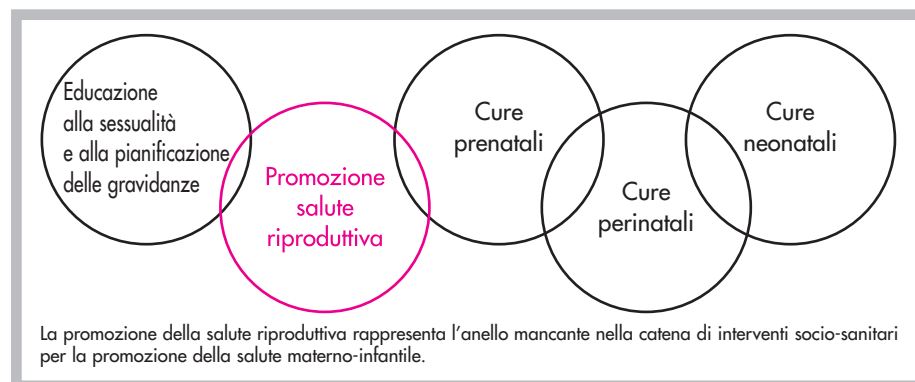 Educazione
alla sessualità
e alla pianificazione
delle gravidanze
Promozione
salute
riproduttiva
Cure
prenatali
Cure
perinatali
Cure
neonatali
La promozione della salute riproduttiva rappresenta l’anello mancante nella catena di interventi socio-sanitari
per la promozione della salute materno-infantile.